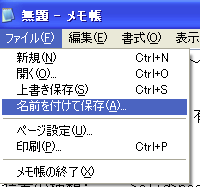 無題 - メモ帳
ファイル(F) 編集(E) 書式(O) 表示
新規(N) Ctrl+N
開く(O)... Ctrl+O
上書き保存(S) Ctrl+S
名前を付けて保存(A)...
ページ設定(U)...
印刷(P)... Ctrl+P
メモ帳の終了(X)